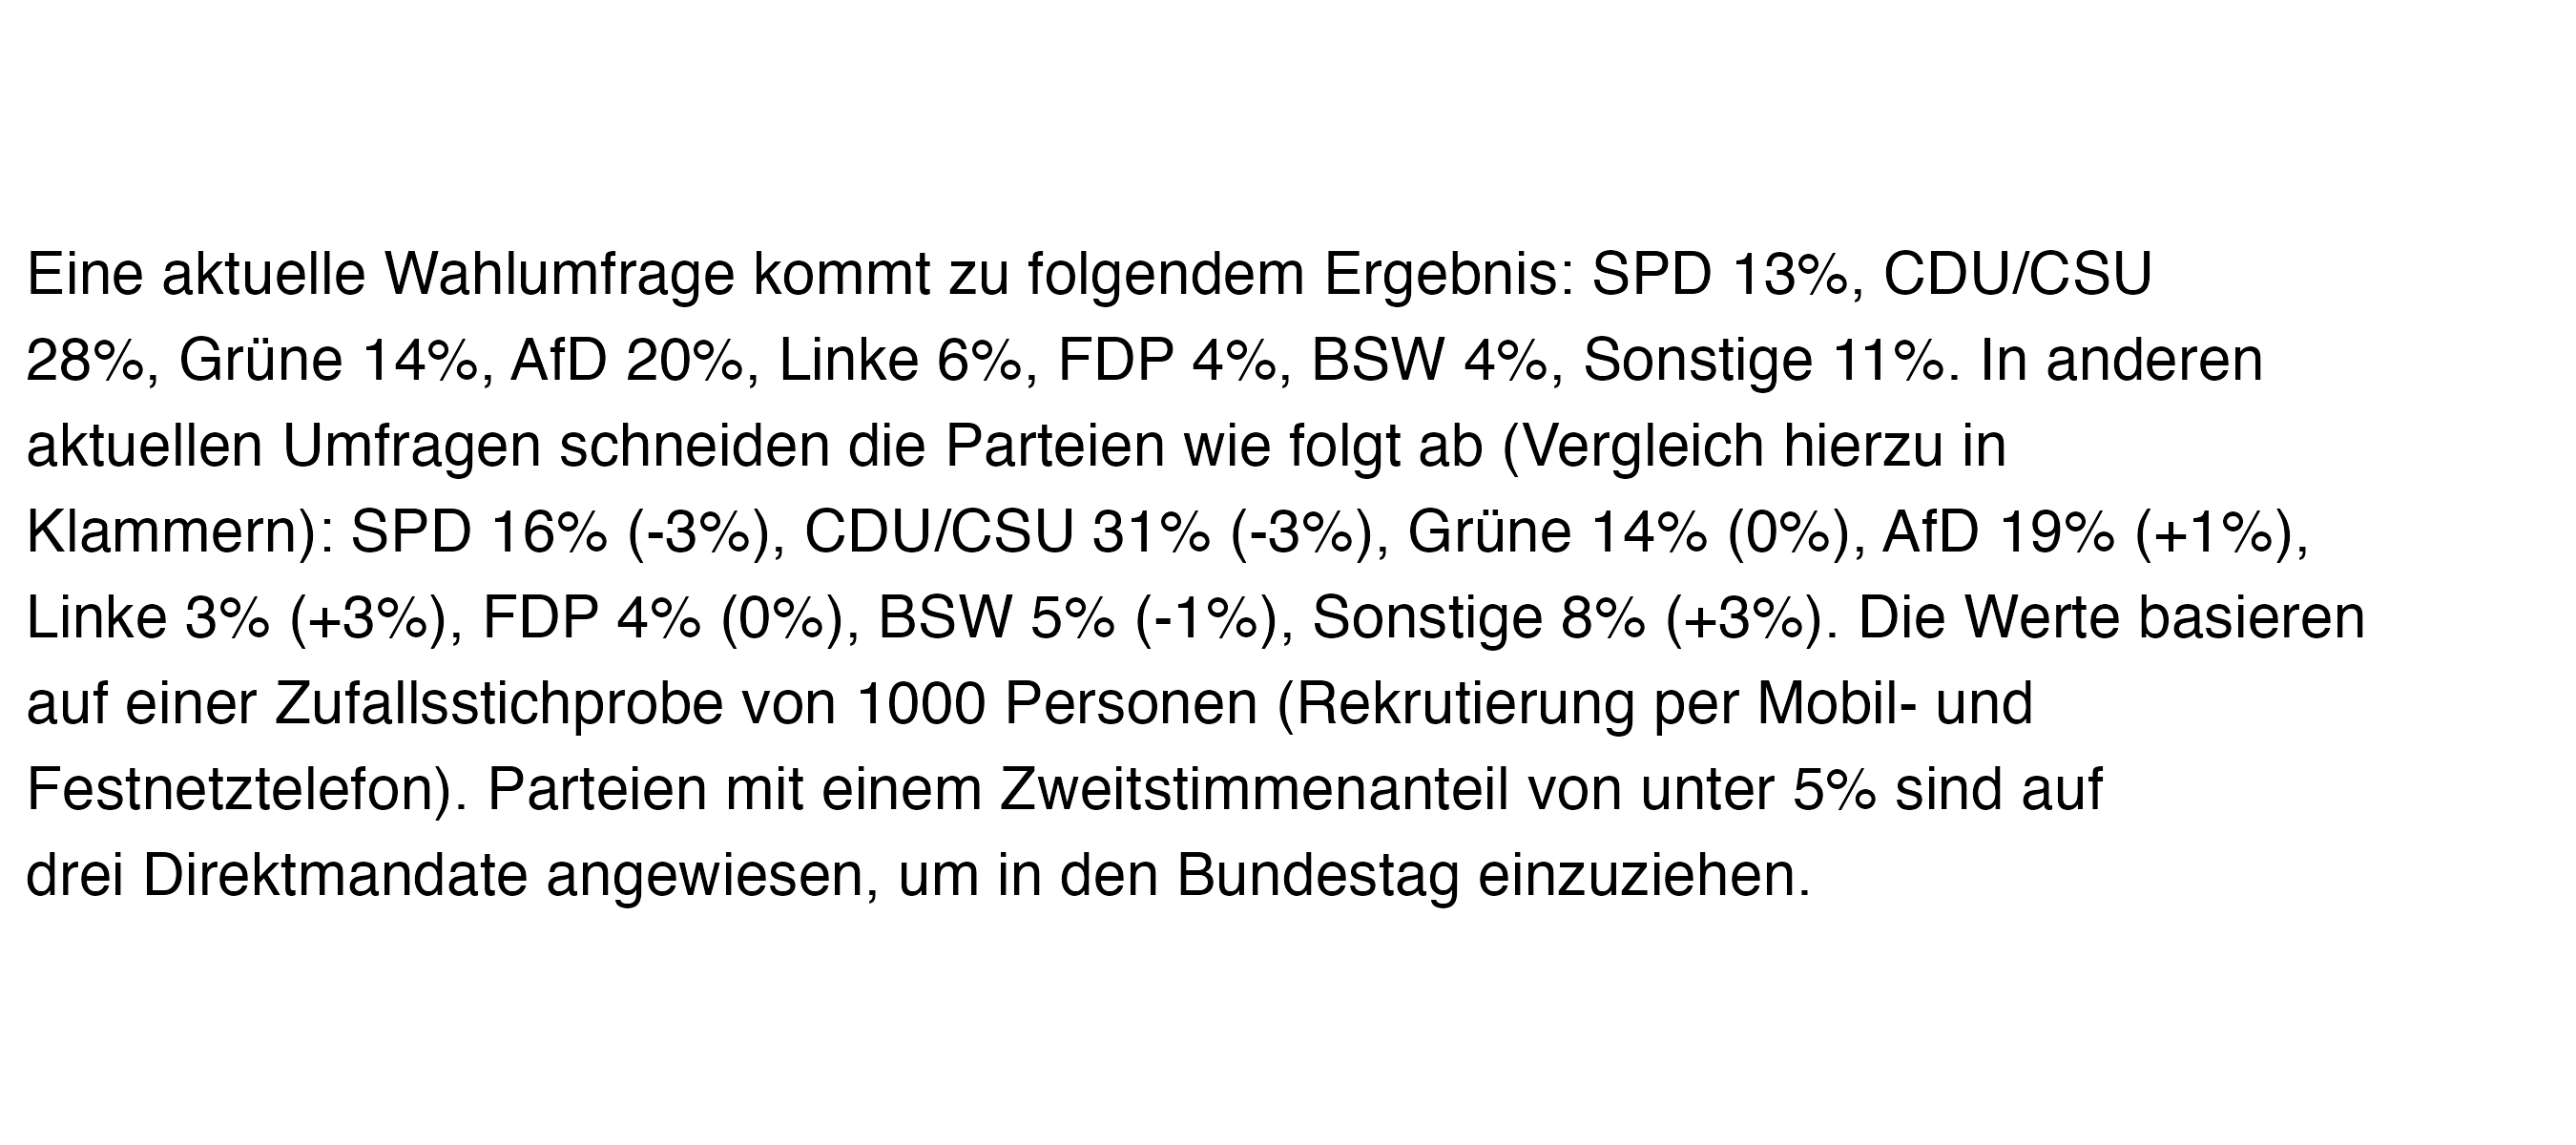 Eine aktuelle Wahlumfrage kommt zu folgendem Ergebnis: SPD 13%, CDU/CSU
28%, Grüne 14%, AfD 20%, Linke 6%, FDP 4%, BSW 4%, Sonstige 11%. In anderen
aktuellen Umfragen schneiden die Parteien wie folgt ab (Vergleich hierzu in
Klammern): SPD 16% (-3%), CDU/CSU 31% (-3%), Grüne 14% (0%), AfD 19% (+1%),
Linke 3% (+3%), FDP 4% (0%), BSW 5% (-1%), Sonstige 8% (+3%). Die Werte basieren
auf einer Zufallsstichprobe von 1000 Personen (Rekrutierung per Mobil- und
Festnetztelefon). Parteien mit einem Zweitstimmenanteil von unter 5% sind auf
drei Direktmandate angewiesen, um in den Bundestag einzuziehen.